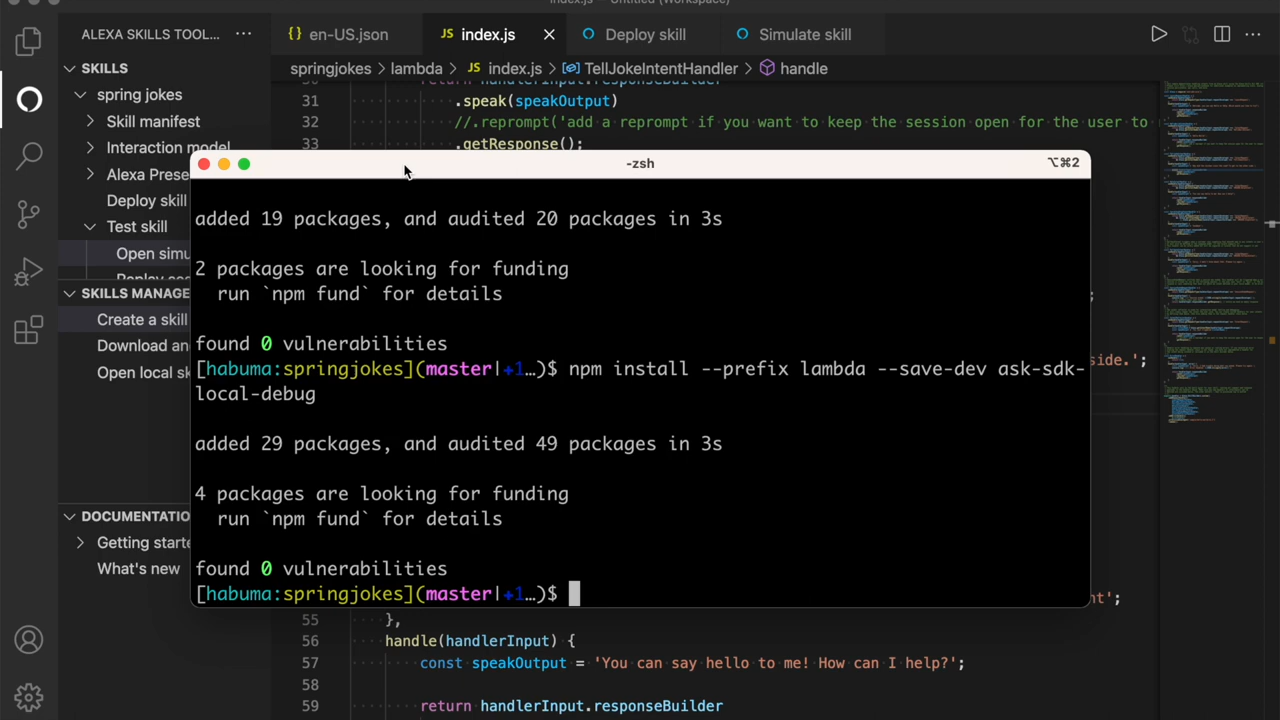 index.js — Untitled (Workspace)
ALEXA SKILLS TOOL... ···
{} en-US.json
JS index.js ×
Deploy skill
Simulate skill
springjokes > lambda > JS index.js > TellJokeIntentHandler > handle
SKILLS
spring jokes
Skill manifest
Interaction model
Alexa Prese
Deploy skill
Test skill
Open simu
SKILLS MANAGE
Create a skill
Download an
Open local sk
DOCUMENTATIO
Getting starte
What's new
31 .speak(speakOutput)
32 //.reprompt('add a reprompt if you want to keep the session open for the user to
33 .getResponse();
-zsh
⌥⌘2
added 19 packages, and audited 20 packages in 3s
2 packages are looking for funding
run `npm fund` for details
found 0 vulnerabilities
[habuma:springjokes](master|+1…)$ npm install --prefix lambda --save-dev ask-sdk-
local-debug
added 29 packages, and audited 49 packages in 3s
4 packages are looking for funding
run `npm fund` for details
found 0 vulnerabilities
[habuma:springjokes](master|+1…)$
;
side.';
nt';
55 },
56 handle(handlerInput) {
57 const speakOutput = 'You can say hello to me! How can I help?';
58
59 return handlerInput.responseBuilder